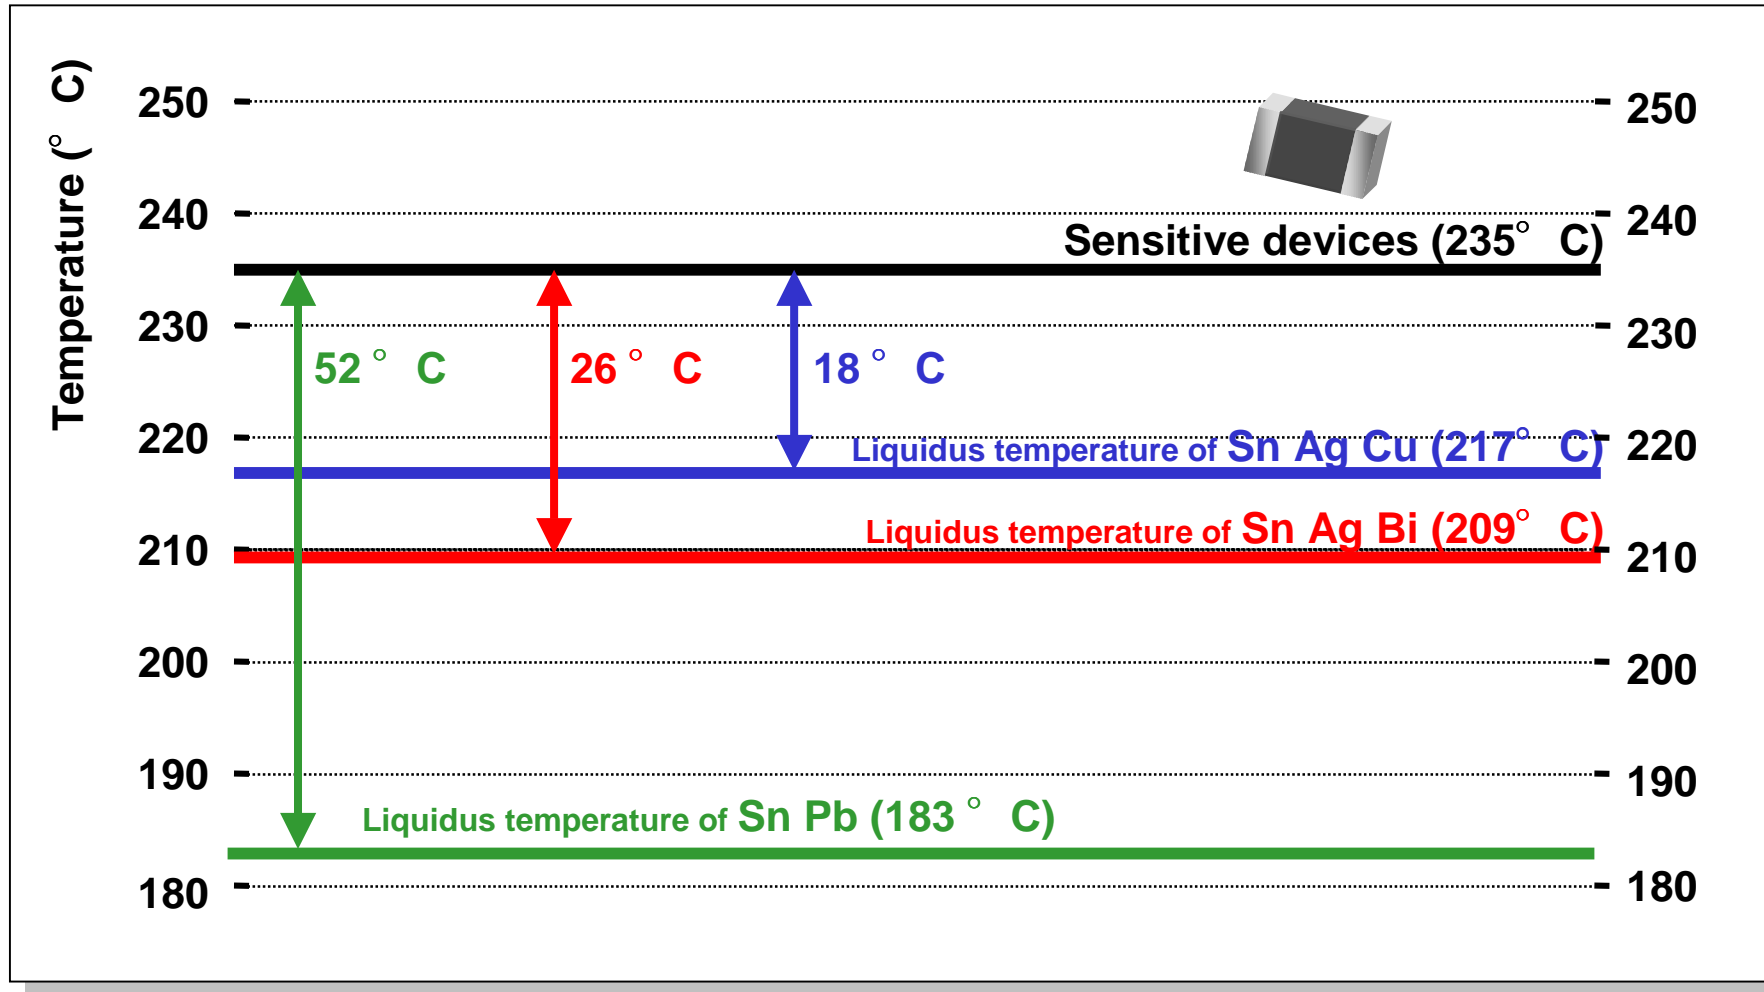 Temperature (° C)
250 250
240 240
Sensitive devices (235° C)
230 230
52 ° C 26 ° C 18 ° C
220 220
Liquidus temperature of Sn Ag Cu (217° C)
Liquidus temperature of Sn Ag Bi (209° C)
210 210
200 200
190 190
Liquidus temperature of Sn Pb (183 ° C)
180 180